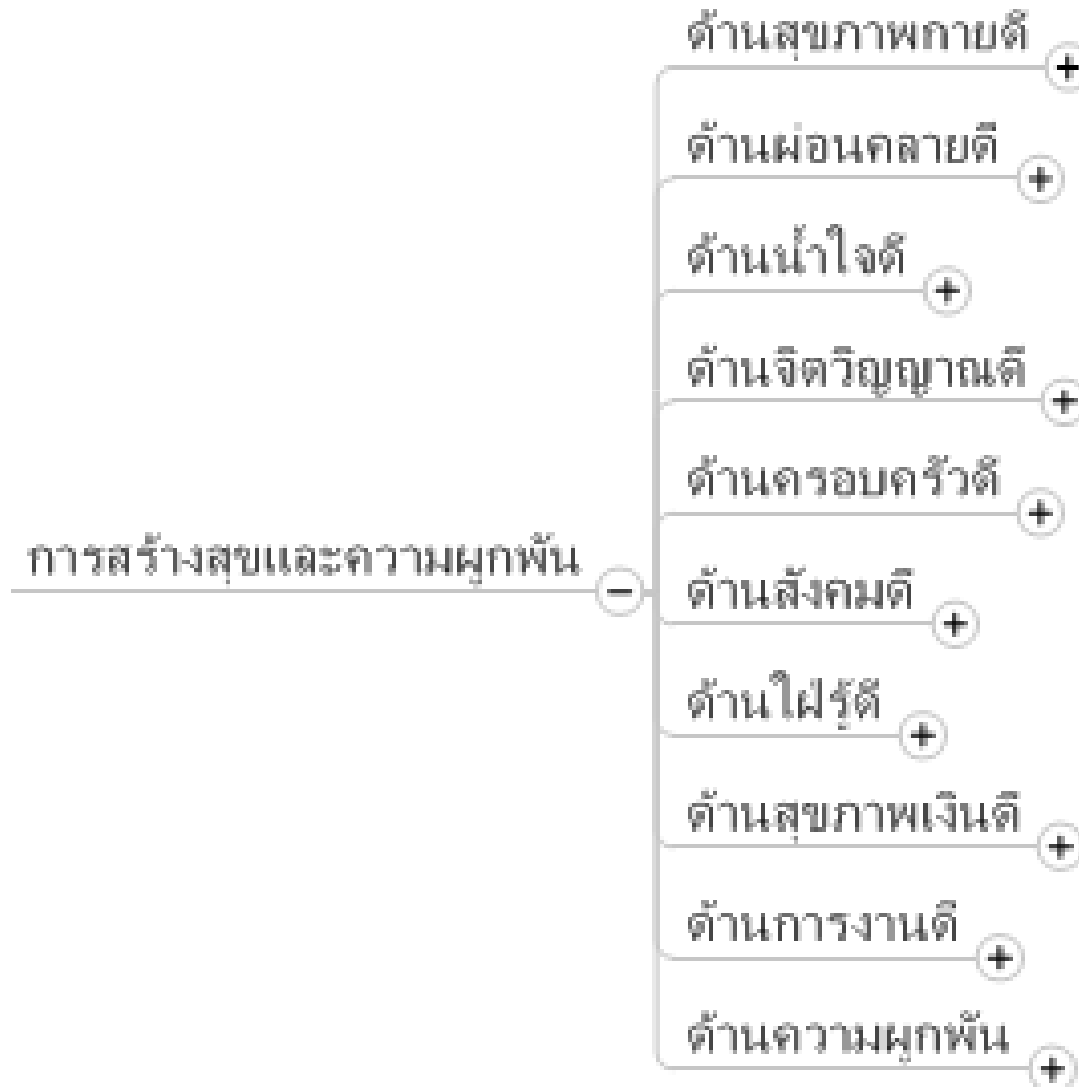 ด้านสุขภาพกายดี
ด้านผ่อนคลายดี
ด้านน้ำใจดี
ด้านจิตวิญญาณดี
ด้านครอบครัวดี
การสร้างสุขและความผูกพัน
ด้านสังคมดี
ด้านใฝ่รู้ดี
ด้านสุขภาพเงินดี
ด้านการงานดี
ด้านความผูกพัน